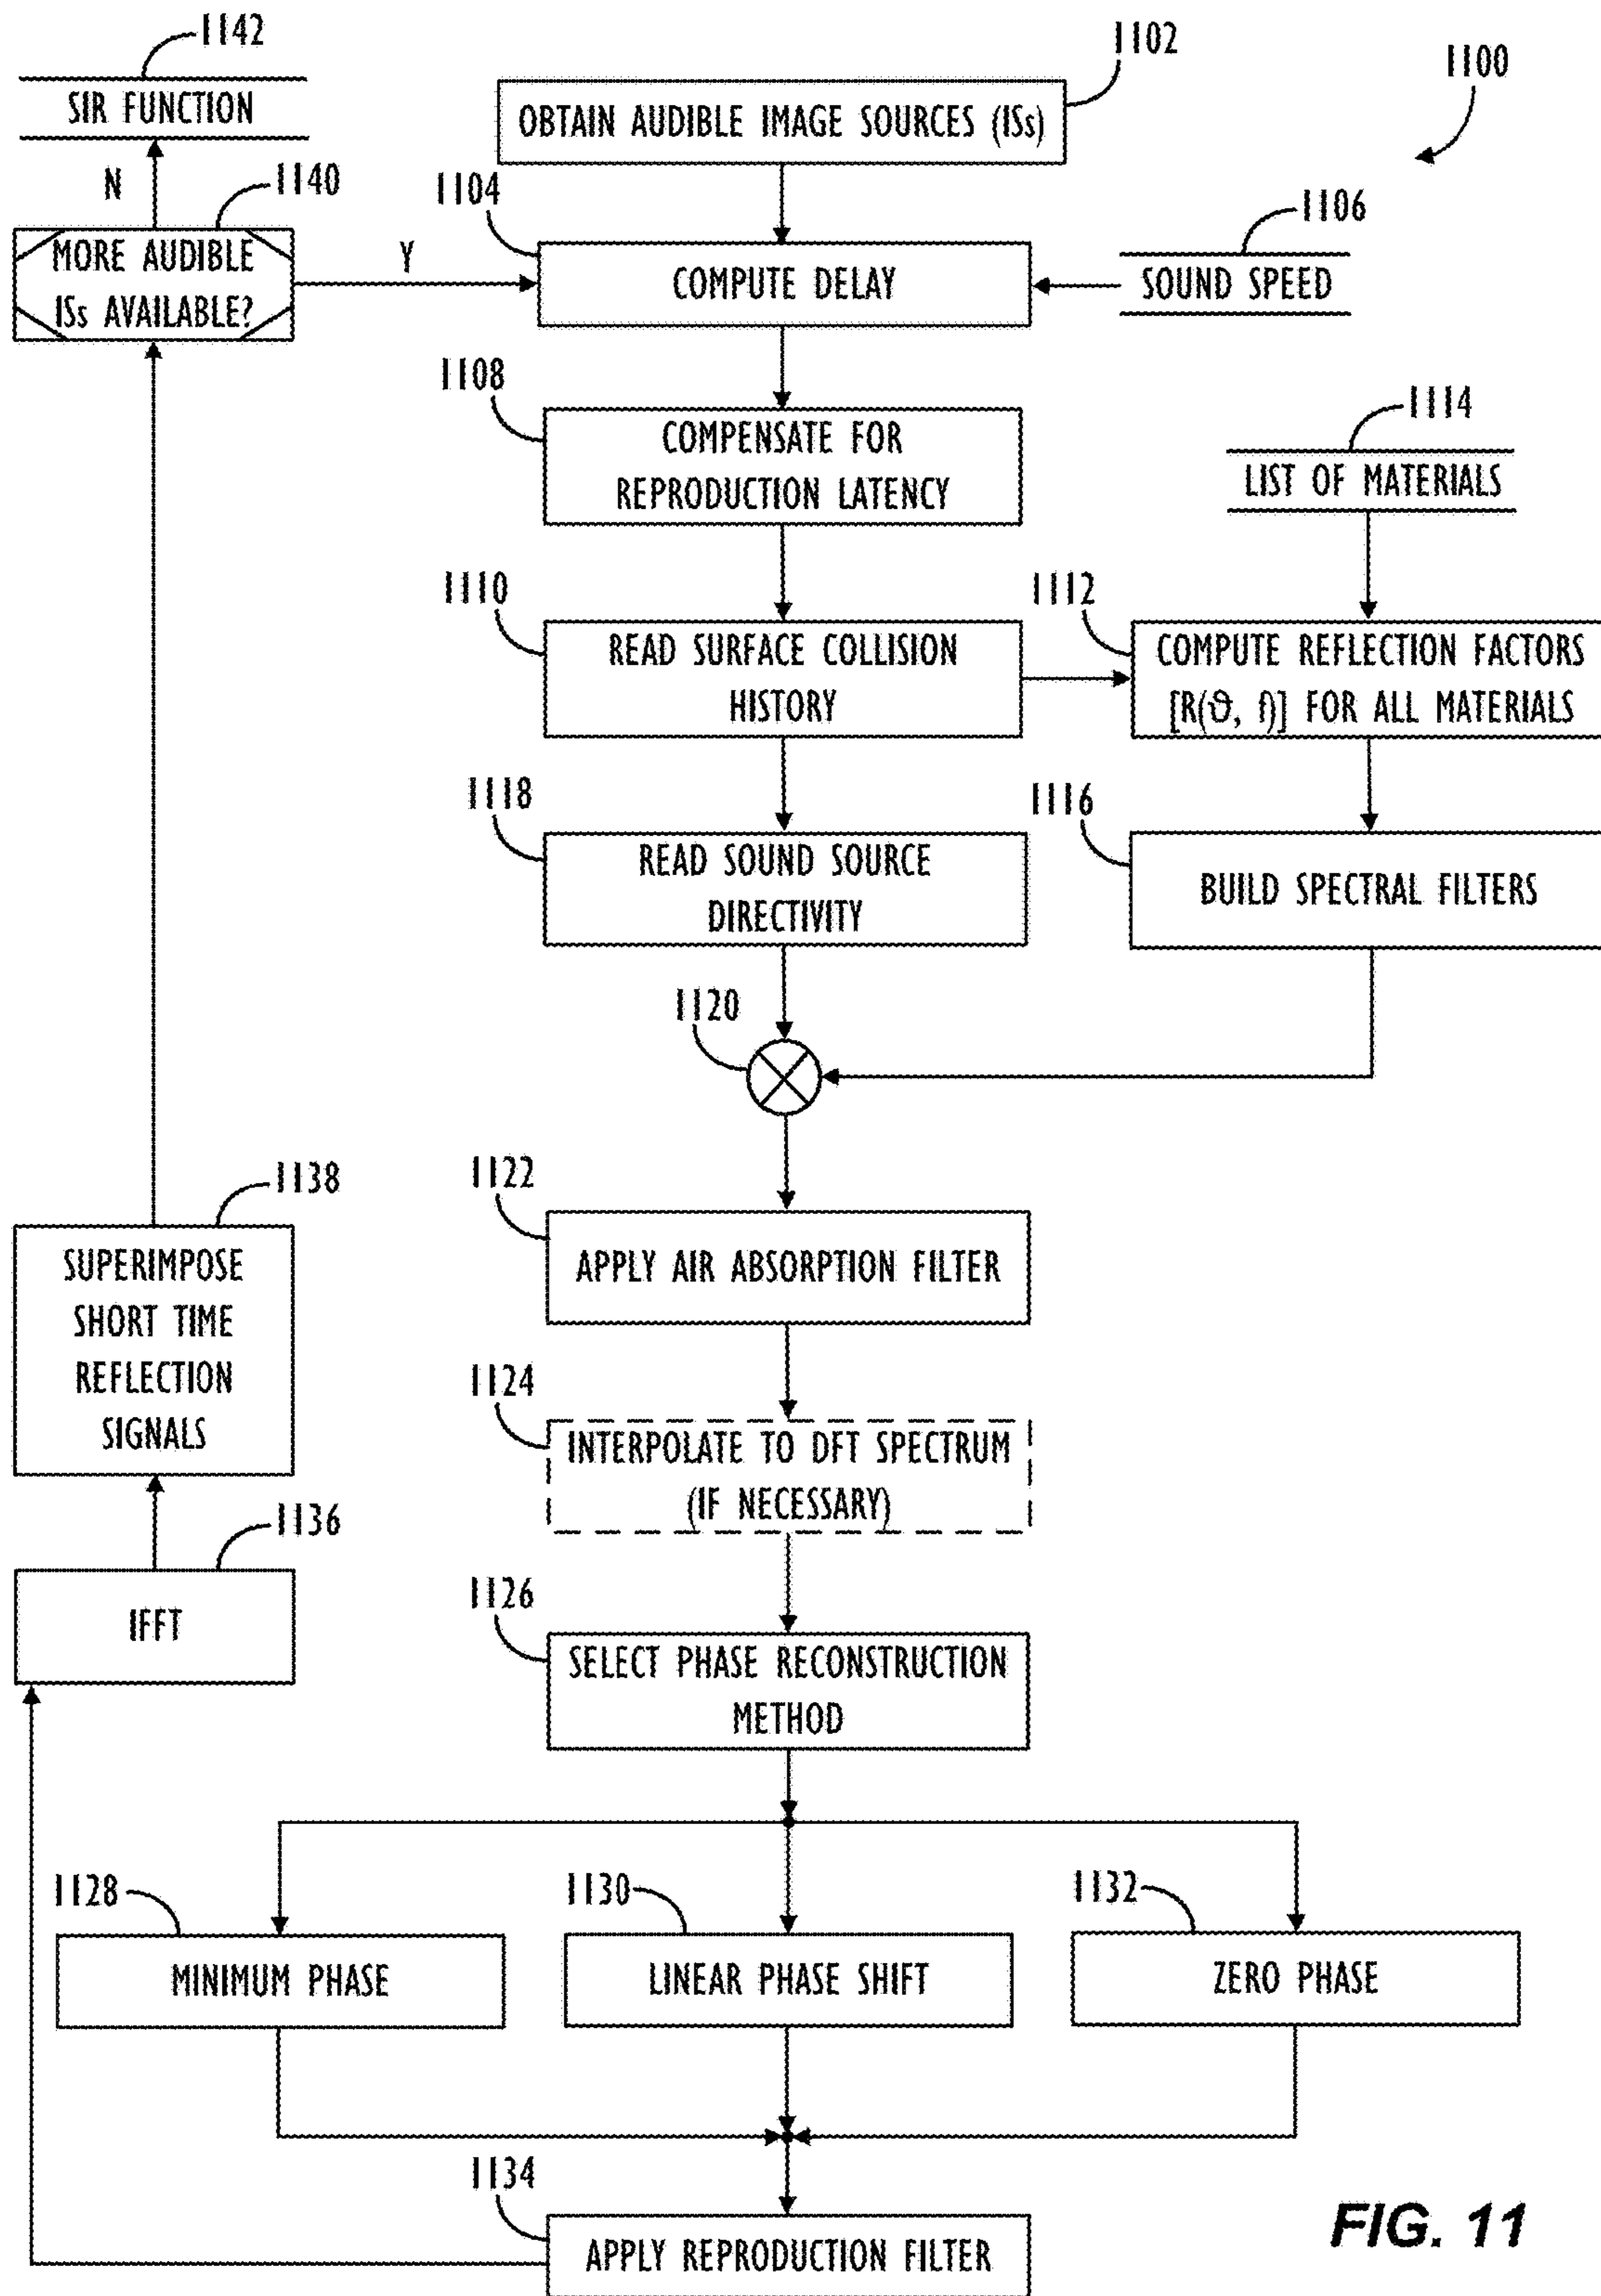 1142
SIR FUNCTION
N
1140
MORE AUDIBLE
ISs AVAILABLE?
Y
1102
OBTAIN AUDIBLE IMAGE SOURCES (ISs)
1100
1104
COMPUTE DELAY
1106
SOUND SPEED
1108
COMPENSATE FOR
REPRODUCTION LATENCY
1114
LIST OF MATERIALS
1110
READ SURFACE COLLISION
HISTORY
1112
COMPUTE REFLECTION FACTORS
[R(ϑ, f)] FOR ALL MATERIALS
1118
READ SOUND SOURCE
DIRECTIVITY
1116
BUILD SPECTRAL FILTERS
1120
1122
APPLY AIR ABSORPTION FILTER
1138
SUPERIMPOSE
SHORT TIME
REFLECTION
SIGNALS
1124
INTERPOLATE TO DFT SPECTRUM
(IF NECESSARY)
1136
IFFT
1126
SELECT PHASE RECONSTRUCTION
METHOD
1128
MINIMUM PHASE
1130
LINEAR PHASE SHIFT
1132
ZERO PHASE
1134
APPLY REPRODUCTION FILTER
FIG. 11